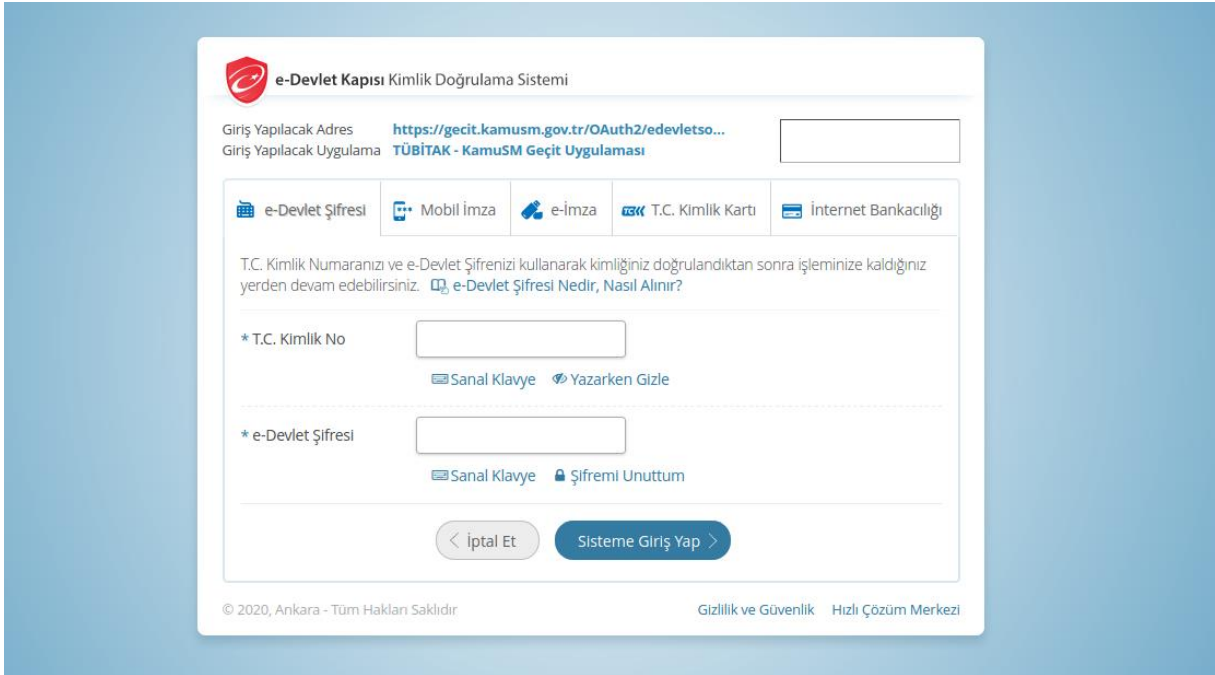 e-Devlet Kapısı Kimlik Doğrulama Sistemi
Giriş Yapılacak Adres https://gecit.kamusm.gov.tr/OAuth2/edevletso...
Giriş Yapılacak Uygulama TÜBİTAK - KamuSM Geçit Uygulaması
e-Devlet Şifresi Mobil İmza e-İmza T.C. Kimlik Kartı İnternet Bankacılığı
T.C. Kimlik Numaranızı ve e-Devlet Şifrenizi kullanarak kimliğiniz doğrulandıktan sonra işleminize kaldığınız
yerden devam edebilirsiniz. e-Devlet Şifresi Nedir, Nasıl Alınır?
* T.C. Kimlik No
Sanal Klavye Yazarken Gizle
* e-Devlet Şifresi
Sanal Klavye Şifremi Unuttum
İptal Et Sisteme Giriş Yap
© 2020, Ankara - Tüm Hakları Saklıdır Gizlilik ve Güvenlik Hızlı Çözüm Merkezi